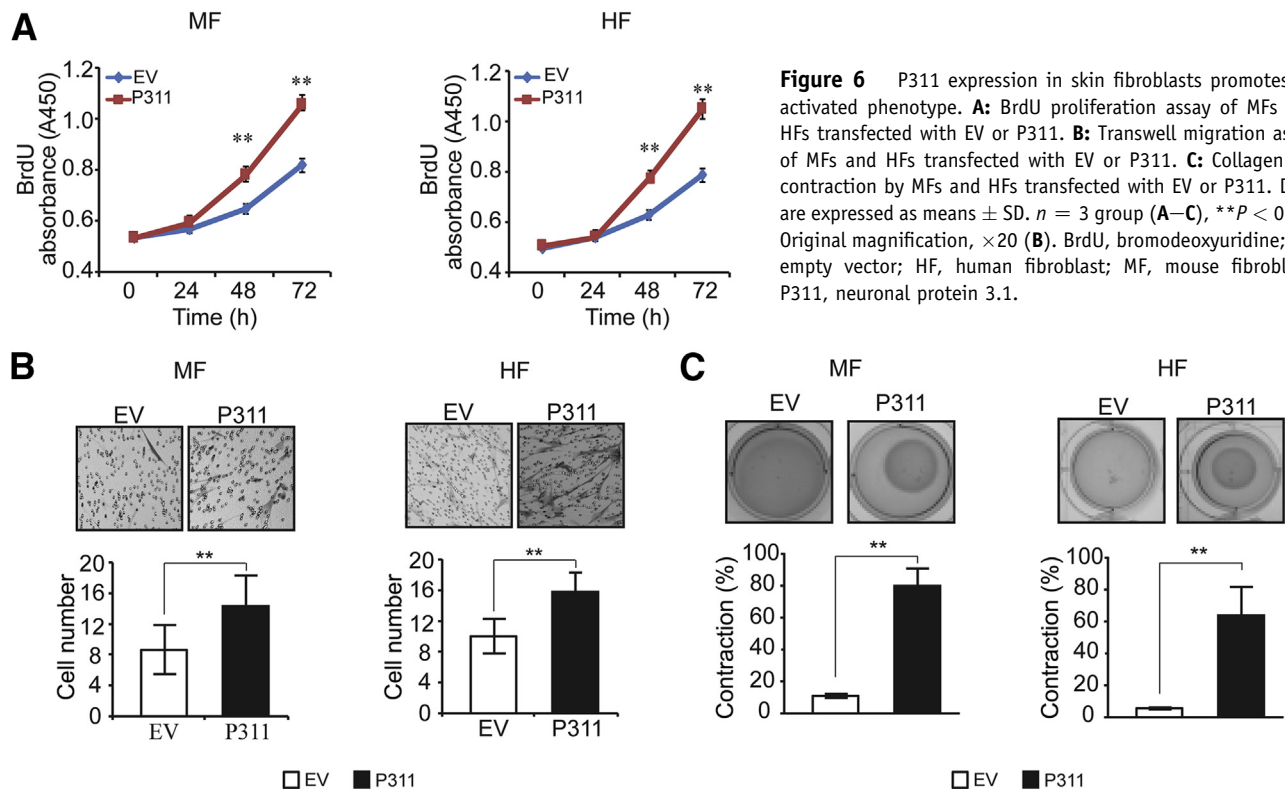 A
MF
HF
BrdU
absorbance (A450)
1.2
1.0
0.8
0.6
0.4
EV
P311
**
**
0 24 48 72
Time (h)
BrdU
absorbance (A450)
1.2
1.0
0.8
0.6
0.4
EV
P311
**
**
0 24 48 72
Time (h)
Figure 6 P311 expression in skin fibroblasts promotes
activated phenotype. A: BrdU proliferation assay of MFs
HFs transfected with EV or P311. B: Transwell migration as
of MFs and HFs transfected with EV or P311. C: Collagen
contraction by MFs and HFs transfected with EV or P311. D
are expressed as means ± SD. n = 3 group (A–C), **P < 0
Original magnification, ×20 (B). BrdU, bromodeoxyuridine;
empty vector; HF, human fibroblast; MF, mouse fibrobl
P311, neuronal protein 3.1.
B
MF
EV P311
Cell number
20
16
12
8
4
0
**
EV P311
HF
EV P311
Cell number
20
16
12
8
4
0
**
EV P311
EV P311
C
MF
EV P311
Contraction (%)
100
80
60
40
20
0
**
HF
EV P311
Contraction (%)
100
80
60
40
20
0
**
EV P311